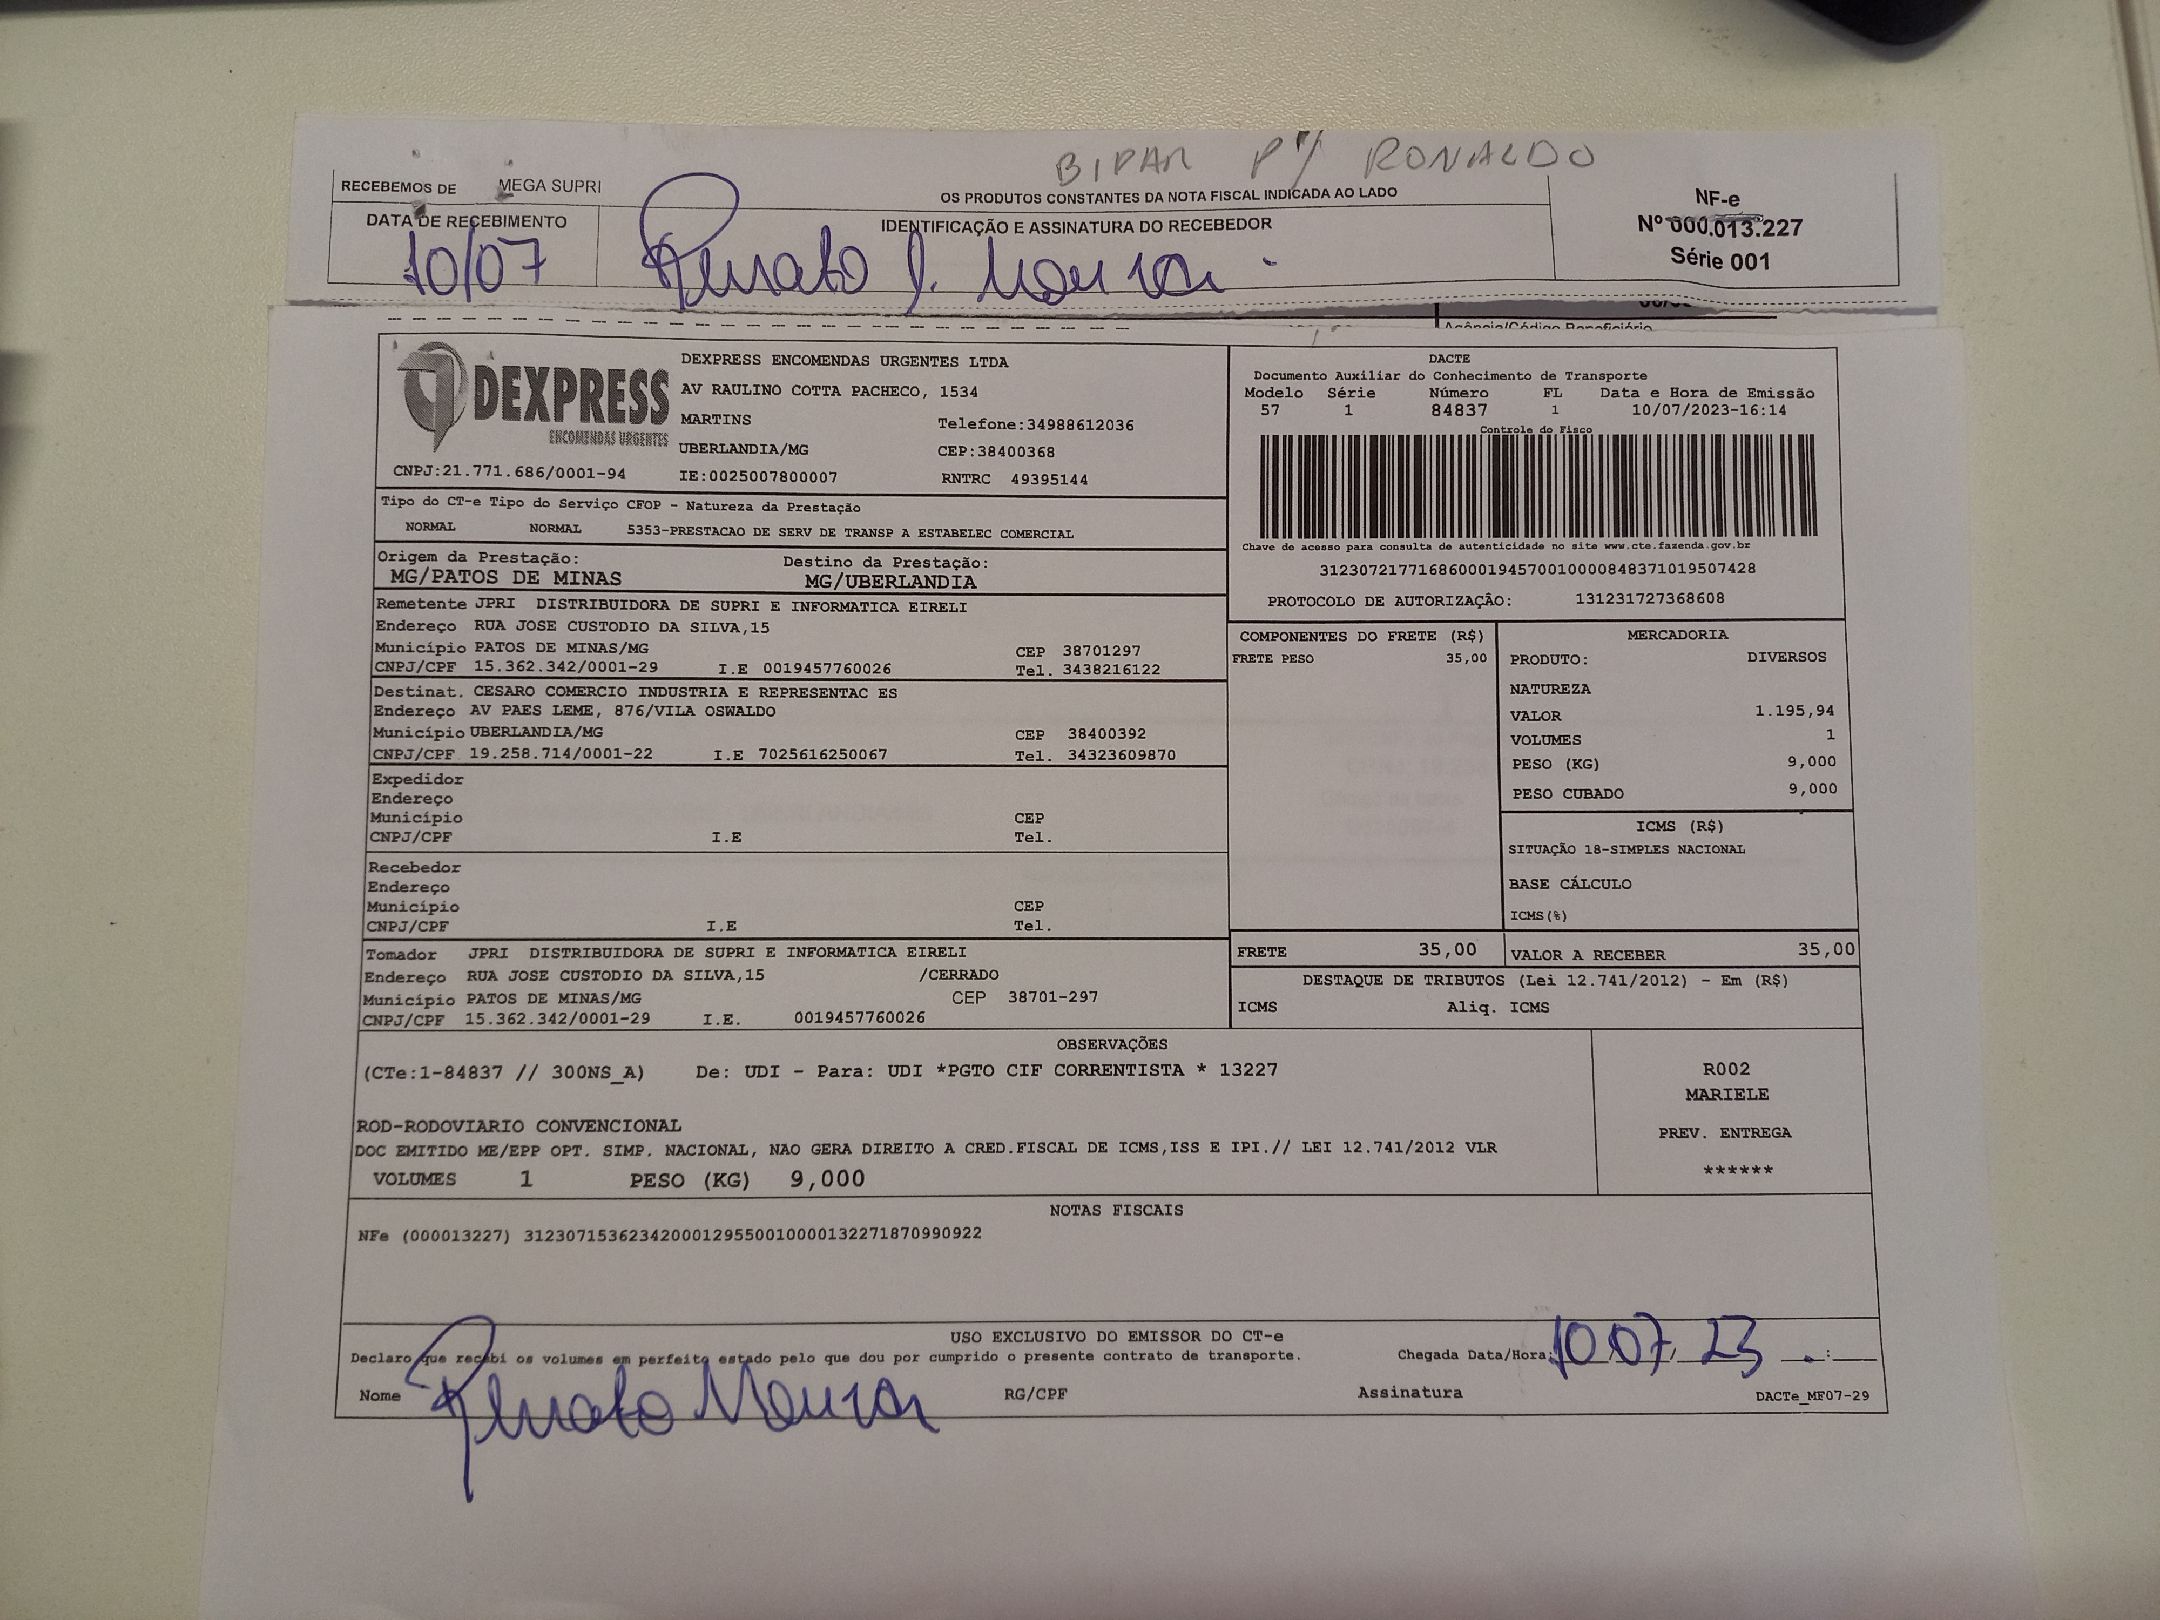 BIPAR P/ RONALDO
RECEBEMOS DE MEGA SUPRI OS PRODUTOS CONSTANTES DA NOTA FISCAL INDICADA AO LADO
NF-e
Nº 000.013.227
Série 001
DATA DE RECEBIMENTO IDENTIFICAÇÃO E ASSINATURA DO RECEBEDOR
10/07 Renato
Agência/Código Beneficiário
DEXPRESS
ENCOMENDAS URGENTES
CNPJ:21.771.686/0001-94
DEXPRESS ENCOMENDAS URGENTES LTDA
AV RAULINO COTTA PACHECO, 1534
MARTINS Telefone:34988612036
UBERLANDIA/MG CEP:38400368
IE:0025007800007 RNTRC 49395144
DACTE
Documento Auxiliar do Conhecimento de Transporte
Modelo Série Número FL Data e Hora de Emissão
57 1 84837 1 10/07/2023-16:14
Controle do Fisco
Chave de acesso para consulta de autenticidade no site www.cte.fazenda.gov.br
31230721771686000194570010000848371019507428
PROTOCOLO DE AUTORIZAÇÃO: 131231727368608
Tipo do CT-e Tipo do Serviço CFOP - Natureza da Prestação
NORMAL NORMAL 5353-PRESTACAO DE SERV DE TRANSP A ESTABELEC COMERCIAL
Origem da Prestação: Destino da Prestação:
MG/PATOS DE MINAS MG/UBERLANDIA
Remetente JPRI DISTRIBUIDORA DE SUPRI E INFORMATICA EIRELI
Endereço RUA JOSE CUSTODIO DA SILVA,15
Município PATOS DE MINAS/MG CEP 38701297
CNPJ/CPF 15.362.342/0001-29 I.E 0019457760026 Tel. 3438216122
Destinat. CESARO COMERCIO INDUSTRIA E REPRESENTAC ES
Endereço AV PAES LEME, 876/VILA OSWALDO
Município UBERLANDIA/MG CEP 38400392
CNPJ/CPF 19.258.714/0001-22 I.E 7025616250067 Tel. 34323609870
Expedidor
Endereço
Município CEP
CNPJ/CPF I.E Tel.
Recebedor
Endereço
Município CEP
CNPJ/CPF I.E Tel.
Tomador JPRI DISTRIBUIDORA DE SUPRI E INFORMATICA EIRELI
Endereço RUA JOSE CUSTODIO DA SILVA,15 /CERRADO
Município PATOS DE MINAS/MG CEP 38701-297
CNPJ/CPF 15.362.342/0001-29 I.E. 0019457760026
COMPONENTES DO FRETE (R$)
FRETE PESO 35,00
MERCADORIA
PRODUTO: DIVERSOS
NATUREZA
VALOR 1.195,94
VOLUMES 1
PESO (KG) 9,000
PESO CUBADO 9,000
ICMS (R$)
SITUAÇÃO 18-SIMPLES NACIONAL
BASE CÁLCULO
ICMS(%)
FRETE 35,00 VALOR A RECEBER 35,00
DESTAQUE DE TRIBUTOS (Lei 12.741/2012) - Em (R$)
ICMS Aliq. ICMS
OBSERVAÇÕES
(CTe:1-84837 // 300NS_A) De: UDI - Para: UDI *PGTO CIF CORRENTISTA * 13227
ROD-RODOVIARIO CONVENCIONAL
DOC EMITIDO ME/EPP OPT. SIMP. NACIONAL, NAO GERA DIREITO A CRED.FISCAL DE ICMS,ISS E IPI.// LEI 12.741/2012 VLR
VOLUMES 1 PESO (KG) 9,000
R002
MARIELE
PREV. ENTREGA
******
NOTAS FISCAIS
NFe (000013227) 31230715362342000129550010000132271870990922
USO EXCLUSIVO DO EMISSOR DO CT-e
Declaro que recebi os volumes em perfeito estado pelo que dou por cumprido o presente contrato de transporte. Chegada Data/Hora: 10 07 23
Nome Renato RG/CPF Assinatura DACTe_MF07-29